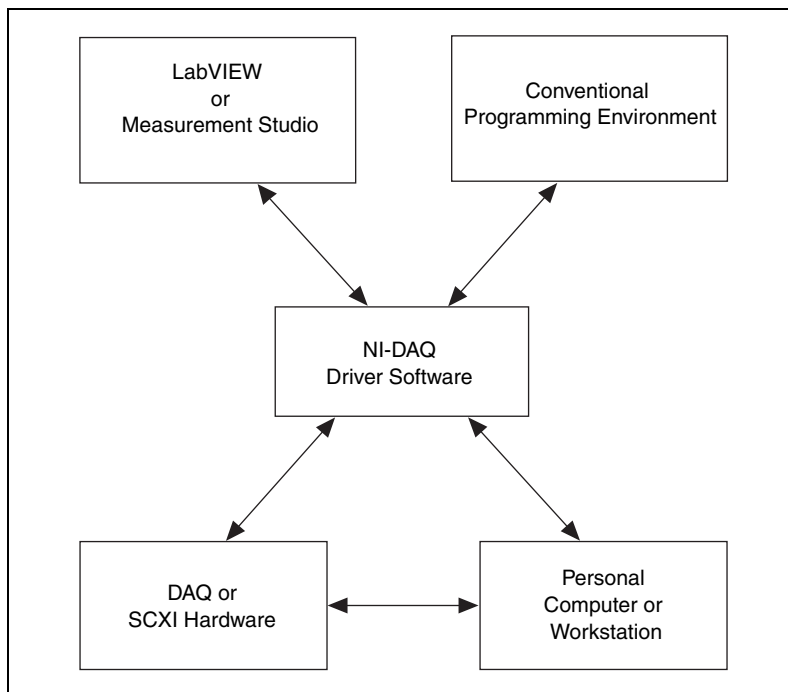 LabVIEW
or
Measurement Studio
Conventional
Programming Environment
NI-DAQ
Driver Software
DAQ or
SCXI Hardware
Personal
Computer or
Workstation